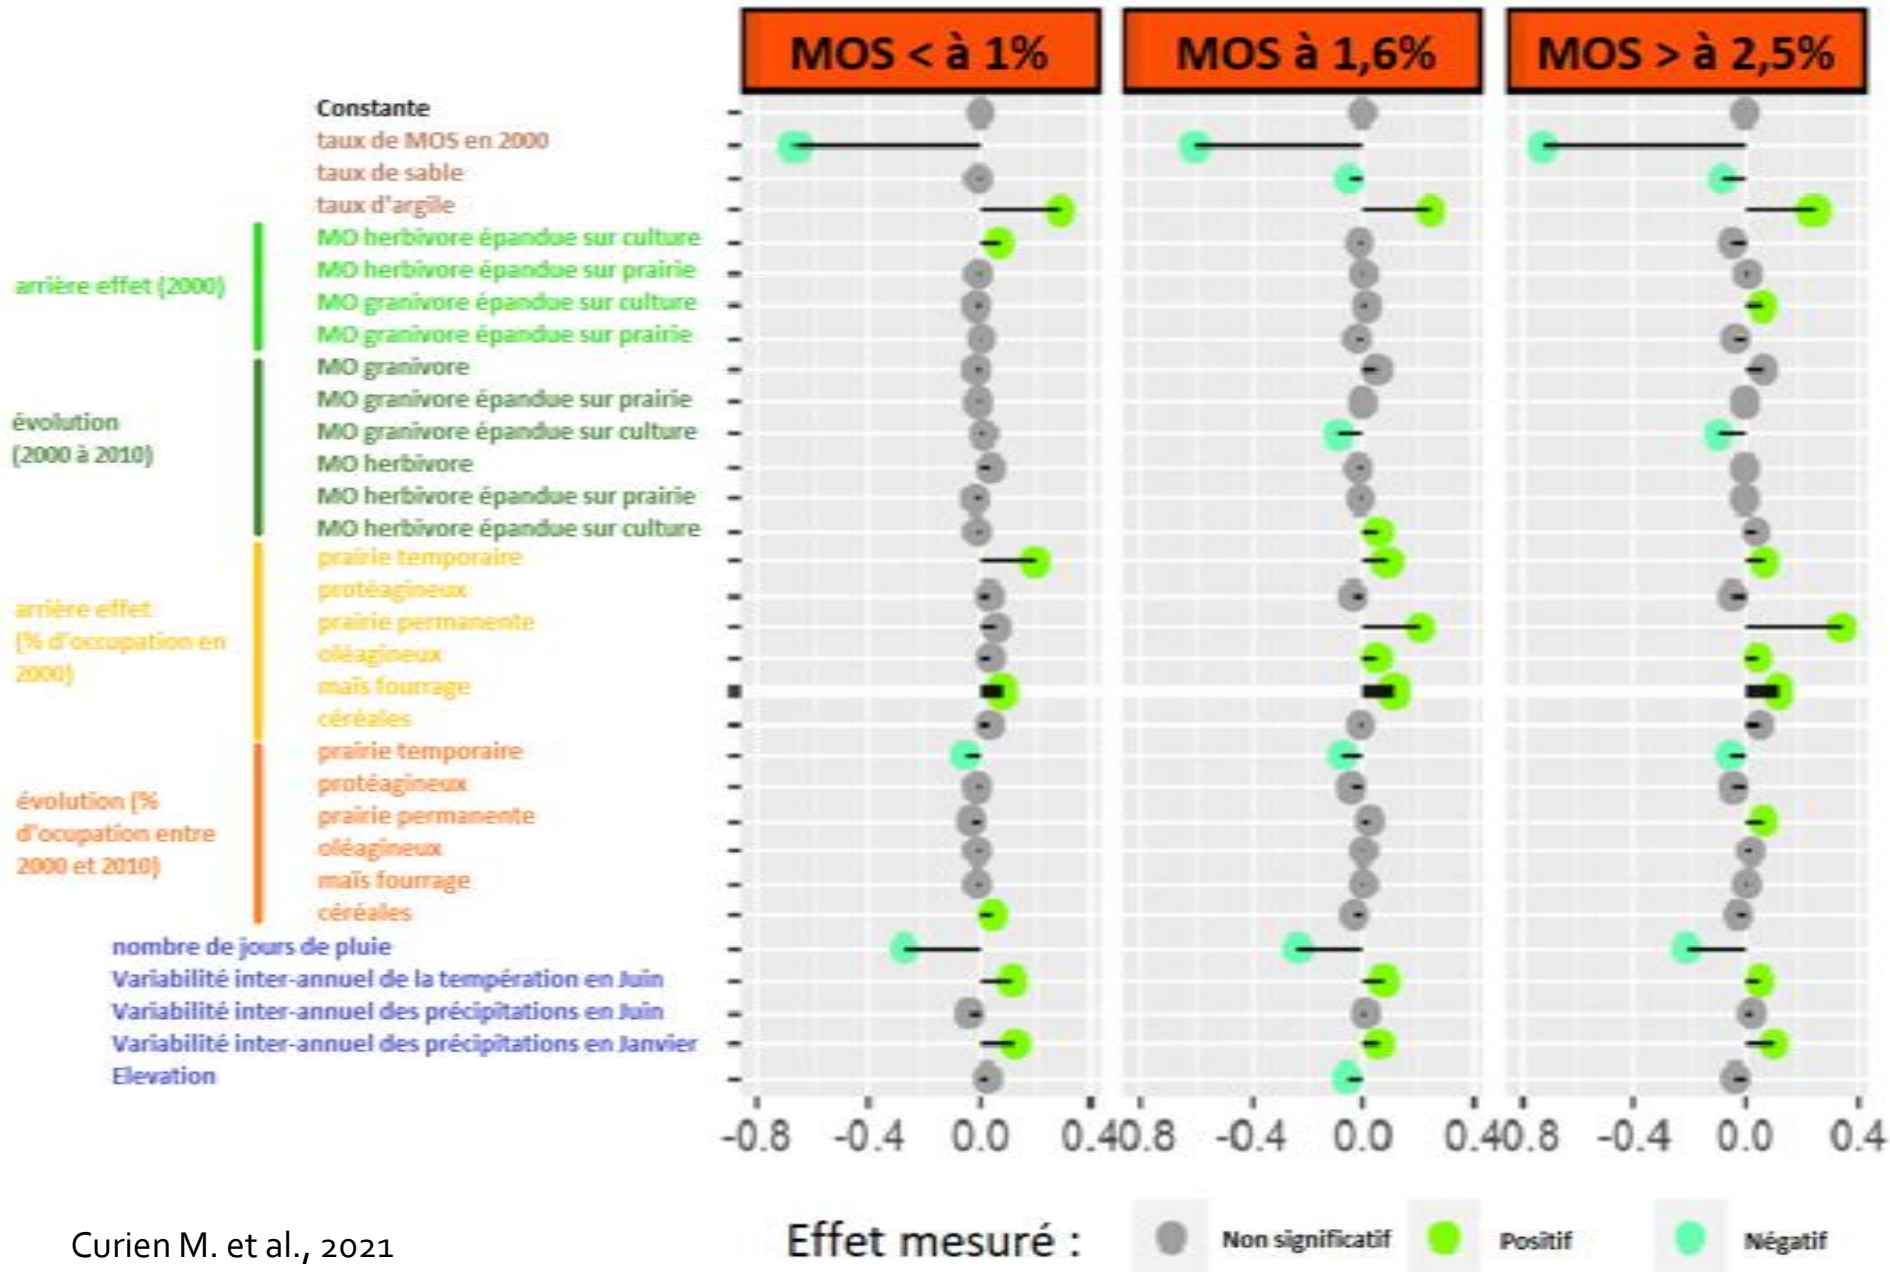 MOS < à 1%
MOS à 1,6%
MOS > à 2,5%
Constante
taux de MOS en 2000
taux de sable
taux d'argile
arrière effet (2000)
MO herbivore épandue sur culture
MO herbivore épandue sur prairie
MO granivore épandue sur culture
MO granivore épandue sur prairie
évolution
(2000 à 2010)
MO granivore
MO granivore épandue sur prairie
MO granivore épandue sur culture
MO herbivore
MO herbivore épandue sur prairie
MO herbivore épandue sur culture
arrière effet
(% d'occupation en
2000)
prairie temporaire
protéagineux
prairie permanente
oléagineux
maïs fourrage
céréales
évolution (%
d'ocupation entre
2000 et 2010)
prairie temporaire
protéagineux
prairie permanente
oléagineux
maïs fourrage
céréales
nombre de jours de pluie
Variabilité inter-annuel de la températion en Juin
Variabilité inter-annuel des précipitations en Juin
Variabilité inter-annuel des précipitations en Janvier
Elevation
-0.8 -0.4 0.0 0.4 0.8 -0.4 0.0 0.4 0.8 -0.4 0.0 0.4
Curien M. et al., 2021
Effet mesuré : Non significatif Positif Négatif